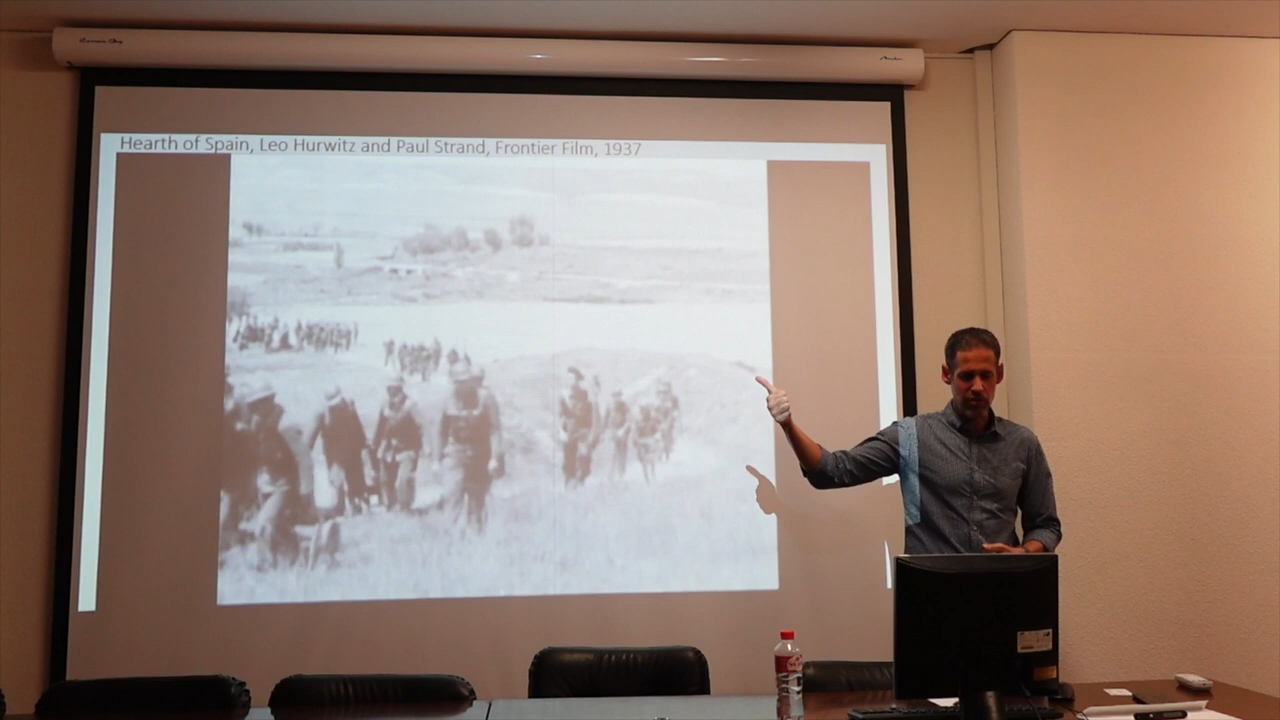 Hearth of Spain, Leo Hurwitz and Paul Strand, Frontier Film, 1937